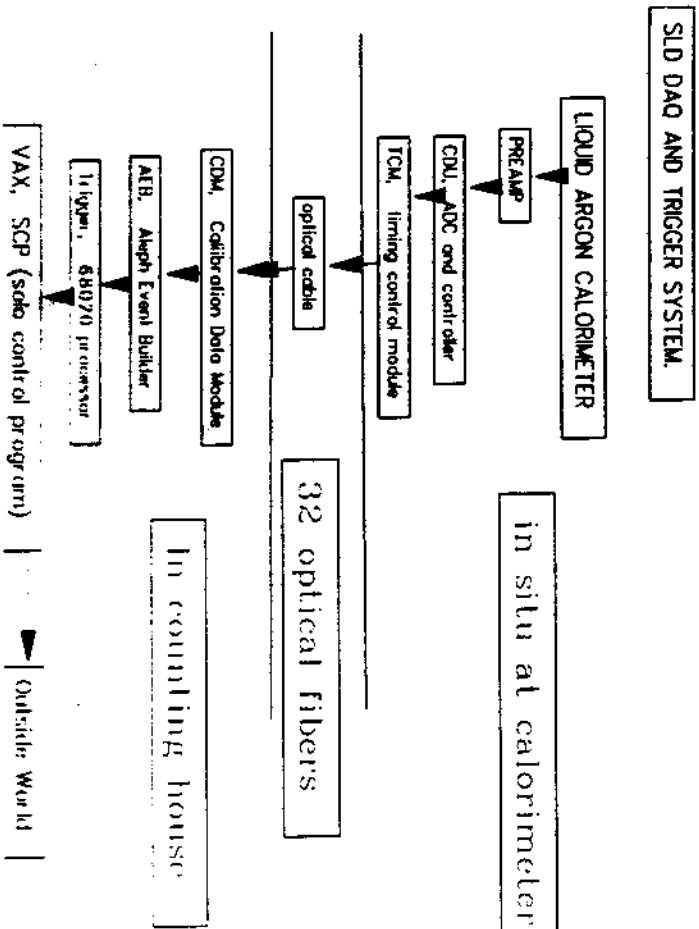 SLD DAQ AND TRIGGER SYSTEM.
LIQUID ARGON CALORIMETER
PREAMP
CDU, ADC and controller
TCM, timing control module
in situ at calorimeter
optical cable
32 optical fibers
CDM, Calibration Data Module
AEB, Aleph Event Builder
Trigger, 68020 processor
In counting house
VAX, SCP (solo control program)
Outside World